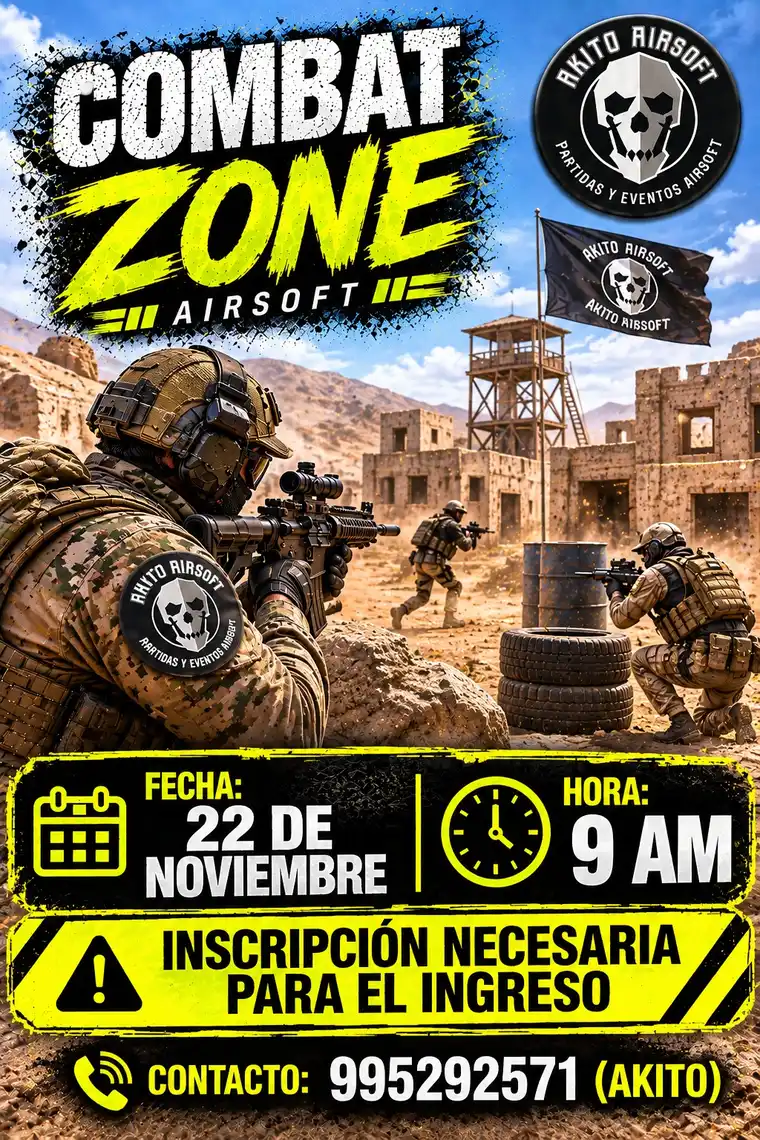 COMBAT
ZONE
AIRSOFT
AKITO AIRSOFT
PARTIDAS Y EVENTOS AIRSOFT
AKITO AIRSOFT
AKITO AIRSOFT
AKITO AIRSOFT
PARTIDAS Y EVENTOS AIRSOFT
FECHA:
22 DE
NOVIEMBRE
HORA:
9 AM
INSCRIPCIÓN NECESARIA
PARA EL INGRESO
CONTACTO: 995292571 (AKITO)